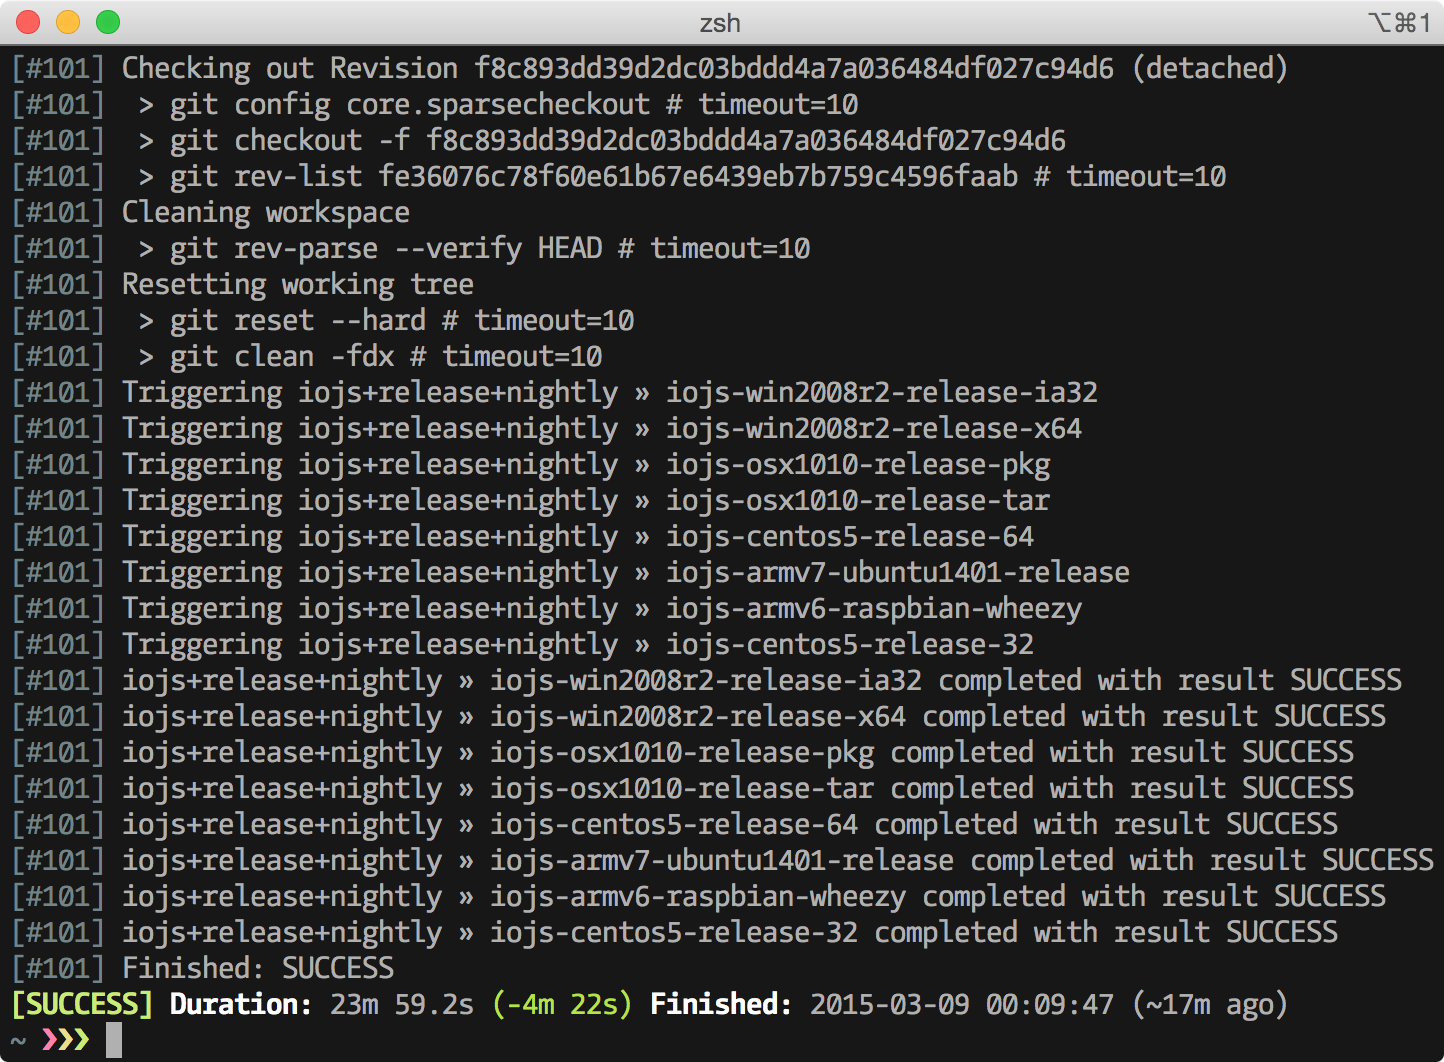 zsh
⌥⌘1
[#101] Checking out Revision f8c893dd39d2dc03bddd4a7a036484df027c94d6 (detached)
[#101]  > git config core.sparsecheckout # timeout=10
[#101]  > git checkout -f f8c893dd39d2dc03bddd4a7a036484df027c94d6
[#101]  > git rev-list fe36076c78f60e61b67e6439eb7b759c4596faab # timeout=10
[#101] Cleaning workspace
[#101]  > git rev-parse --verify HEAD # timeout=10
[#101] Resetting working tree
[#101]  > git reset --hard # timeout=10
[#101]  > git clean -fdx # timeout=10
[#101] Triggering iojs+release+nightly » iojs-win2008r2-release-ia32
[#101] Triggering iojs+release+nightly » iojs-win2008r2-release-x64
[#101] Triggering iojs+release+nightly » iojs-osx1010-release-pkg
[#101] Triggering iojs+release+nightly » iojs-osx1010-release-tar
[#101] Triggering iojs+release+nightly » iojs-centos5-release-64
[#101] Triggering iojs+release+nightly » iojs-armv7-ubuntu1401-release
[#101] Triggering iojs+release+nightly » iojs-armv6-raspbian-wheezy
[#101] Triggering iojs+release+nightly » iojs-centos5-release-32
[#101] iojs+release+nightly » iojs-win2008r2-release-ia32 completed with result SUCCESS
[#101] iojs+release+nightly » iojs-win2008r2-release-x64 completed with result SUCCESS
[#101] iojs+release+nightly » iojs-osx1010-release-pkg completed with result SUCCESS
[#101] iojs+release+nightly » iojs-osx1010-release-tar completed with result SUCCESS
[#101] iojs+release+nightly » iojs-centos5-release-64 completed with result SUCCESS
[#101] iojs+release+nightly » iojs-armv7-ubuntu1401-release completed with result SUCCESS
[#101] iojs+release+nightly » iojs-armv6-raspbian-wheezy completed with result SUCCESS
[#101] iojs+release+nightly » iojs-centos5-release-32 completed with result SUCCESS
[#101] Finished: SUCCESS
[SUCCESS] Duration: 23m 59.2s (-4m 22s) Finished: 2015-03-09 00:09:47 (~17m ago)
~ ❯❯❯